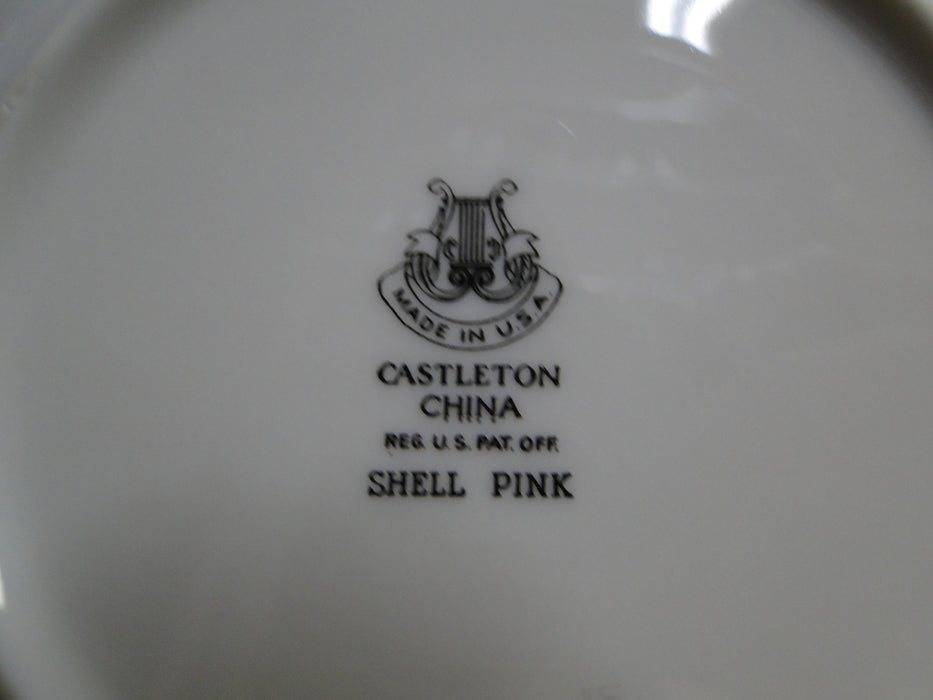 MADE IN U.S.A.
CASTLETON
CHINA
REG. U.S. PAT. OFF.
SHELL PINK